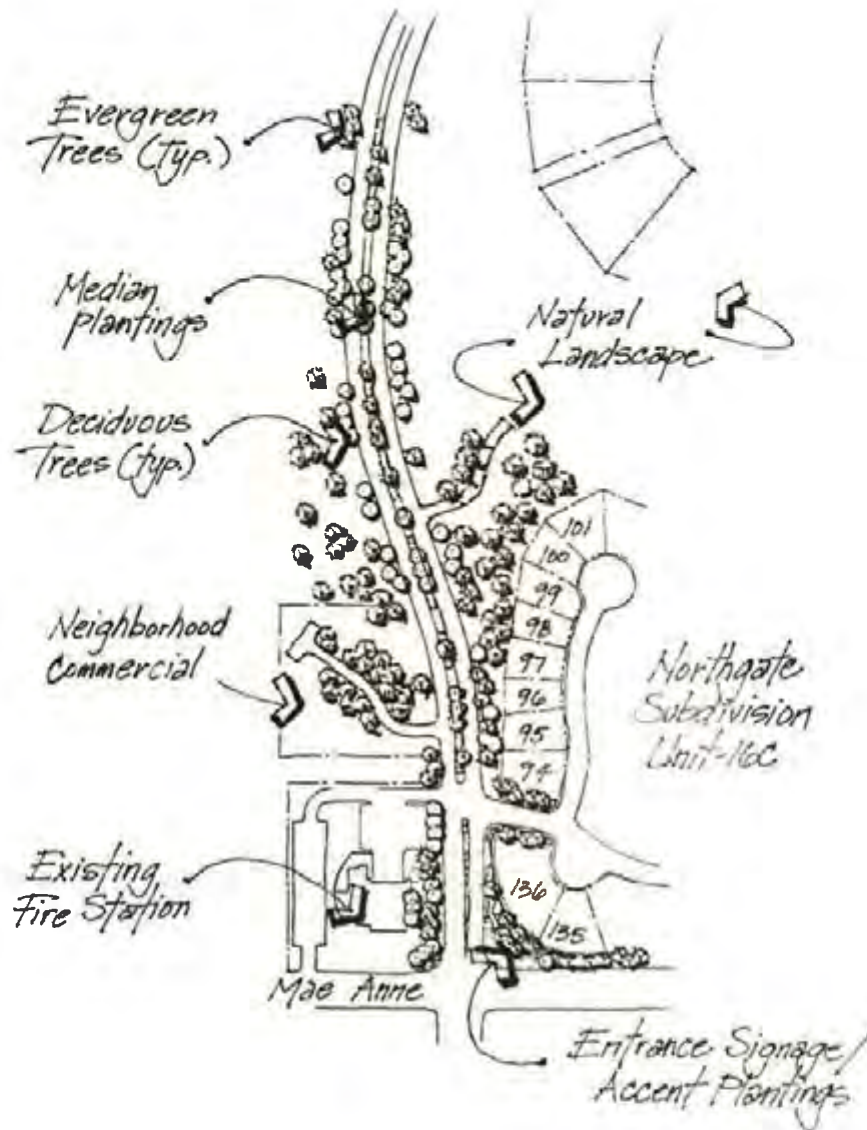 Evergreen
Trees (Typ.)
Median
Plantings
Natural
Landscape
Deciduous
Trees (Typ.)
101
100
99
98
97
96
95
94
Neighborhood
Commercial
Northgate
Subdivision
Unit-16C
Existing
Fire Station
136
135
Mae Anne
Entrance Signage/
Accent Plantings